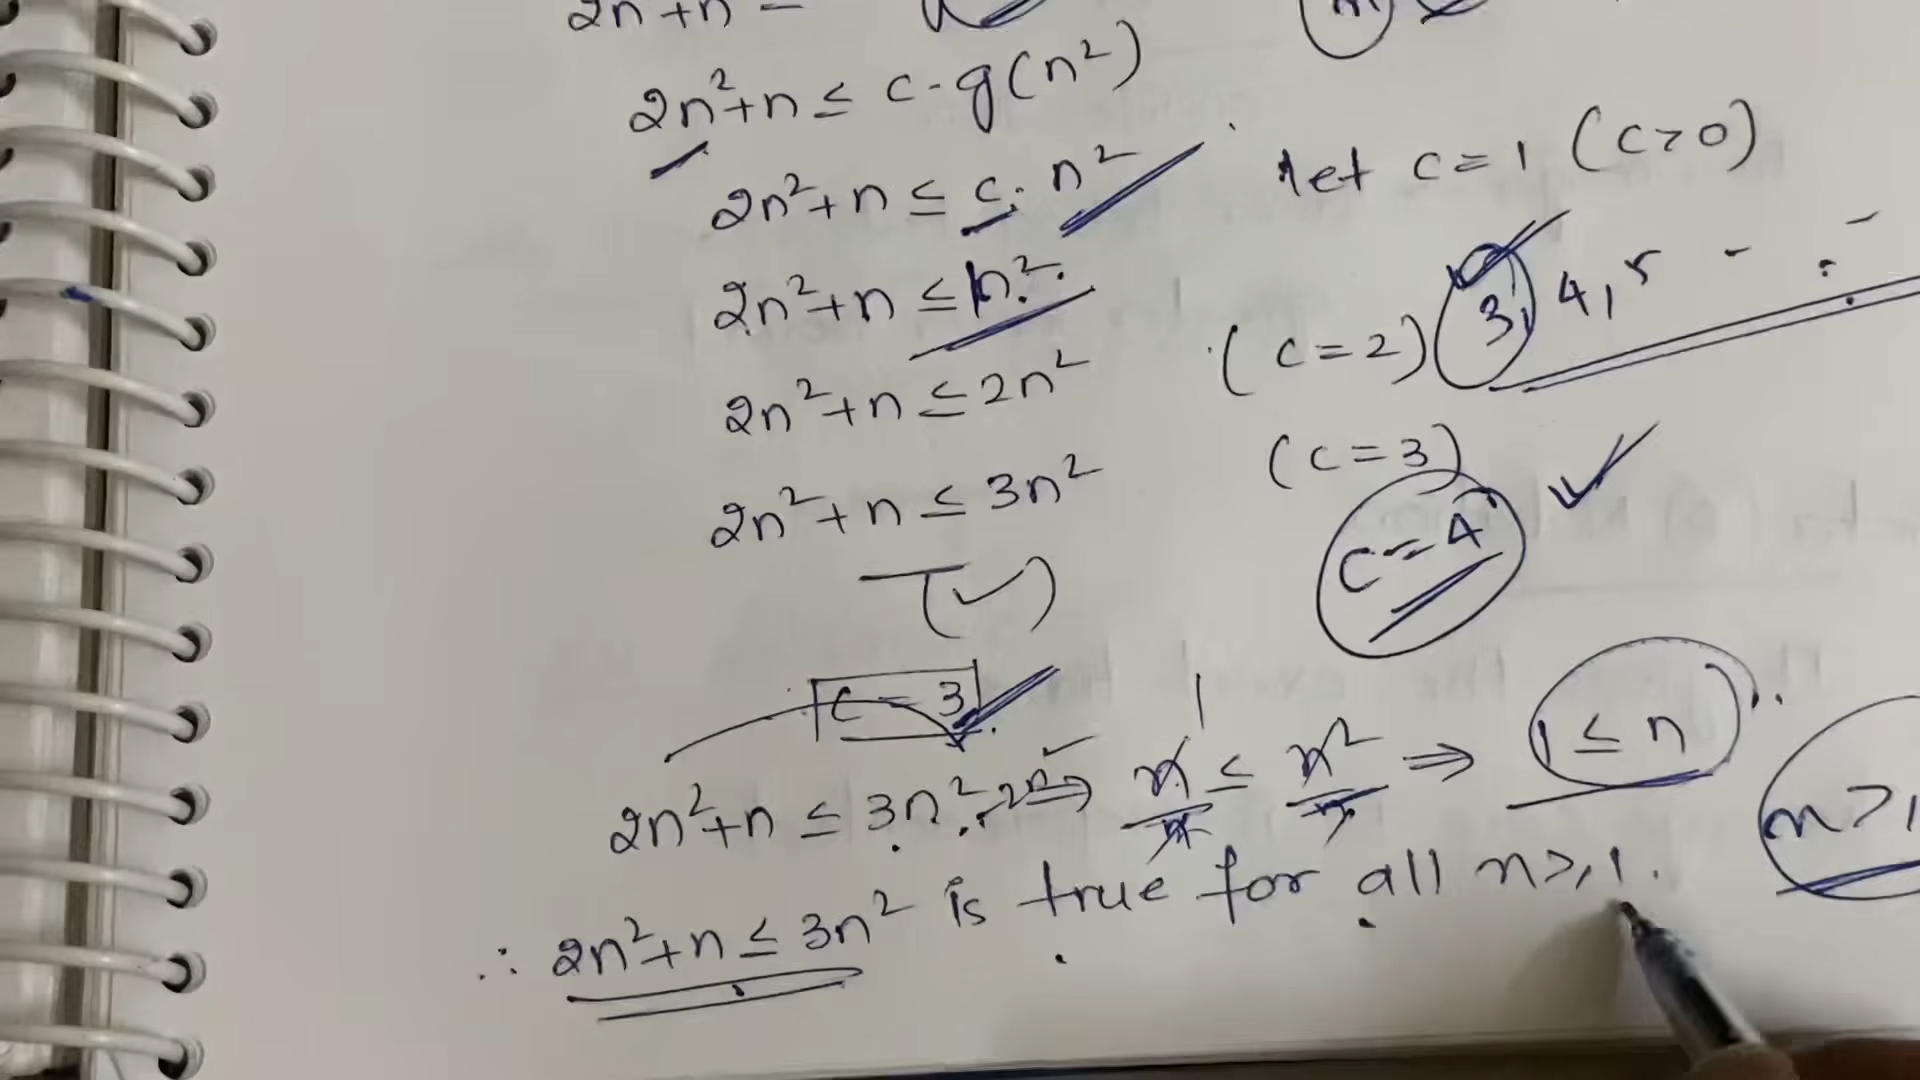 2n²+n ≤ c·g(n²)
2n²+n ≤ c. n² let c=1 (c>0)
2n²+n ≤ n². 3, 4, 5 - . -
2n²+n ≤ 2n² (c=2)
2n²+n ≤ 3n² (c=3)
(✓) c=4 ✓
c=3
2n²+n ≤ 3n²-2n² ⇒ n/n ≤ n²/n ⇒ 1 ≤ n n>1
∴ 2n²+n ≤ 3n² is true for all n>,1.